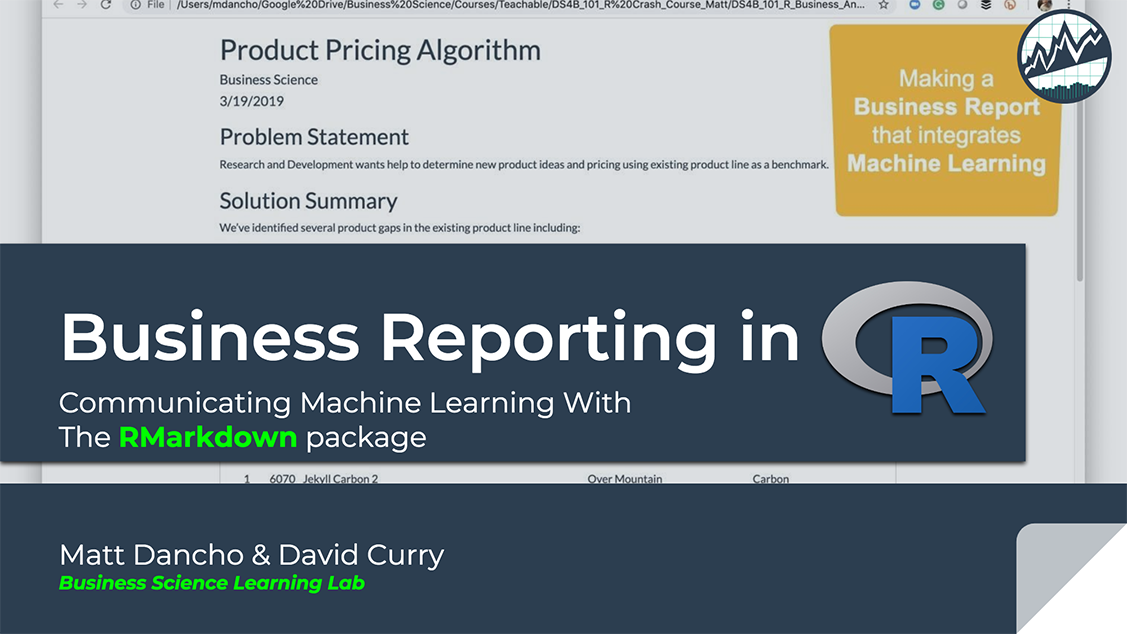 File
/Users/mdancho/Google%20Drive/Business%20Science/Courses/Teachable/DS4B_101_R%20Crash_Course_Matt/DS4B_101_R_Business_An...
Product Pricing Algorithm
Business Science
3/19/2019
Problem Statement
Research and Development wants help to determine new product ideas and pricing using existing product line as a benchmark.
Solution Summary
We've identified several product gaps in the existing product line including:
Making a
Business Report
that integrates
Machine Learning
Business Reporting in R
Communicating Machine Learning With
The RMarkdown package
1 6070 Jekyll Carbon 2 Over Mountain Carbon
Matt Dancho & David Curry
Business Science Learning Lab